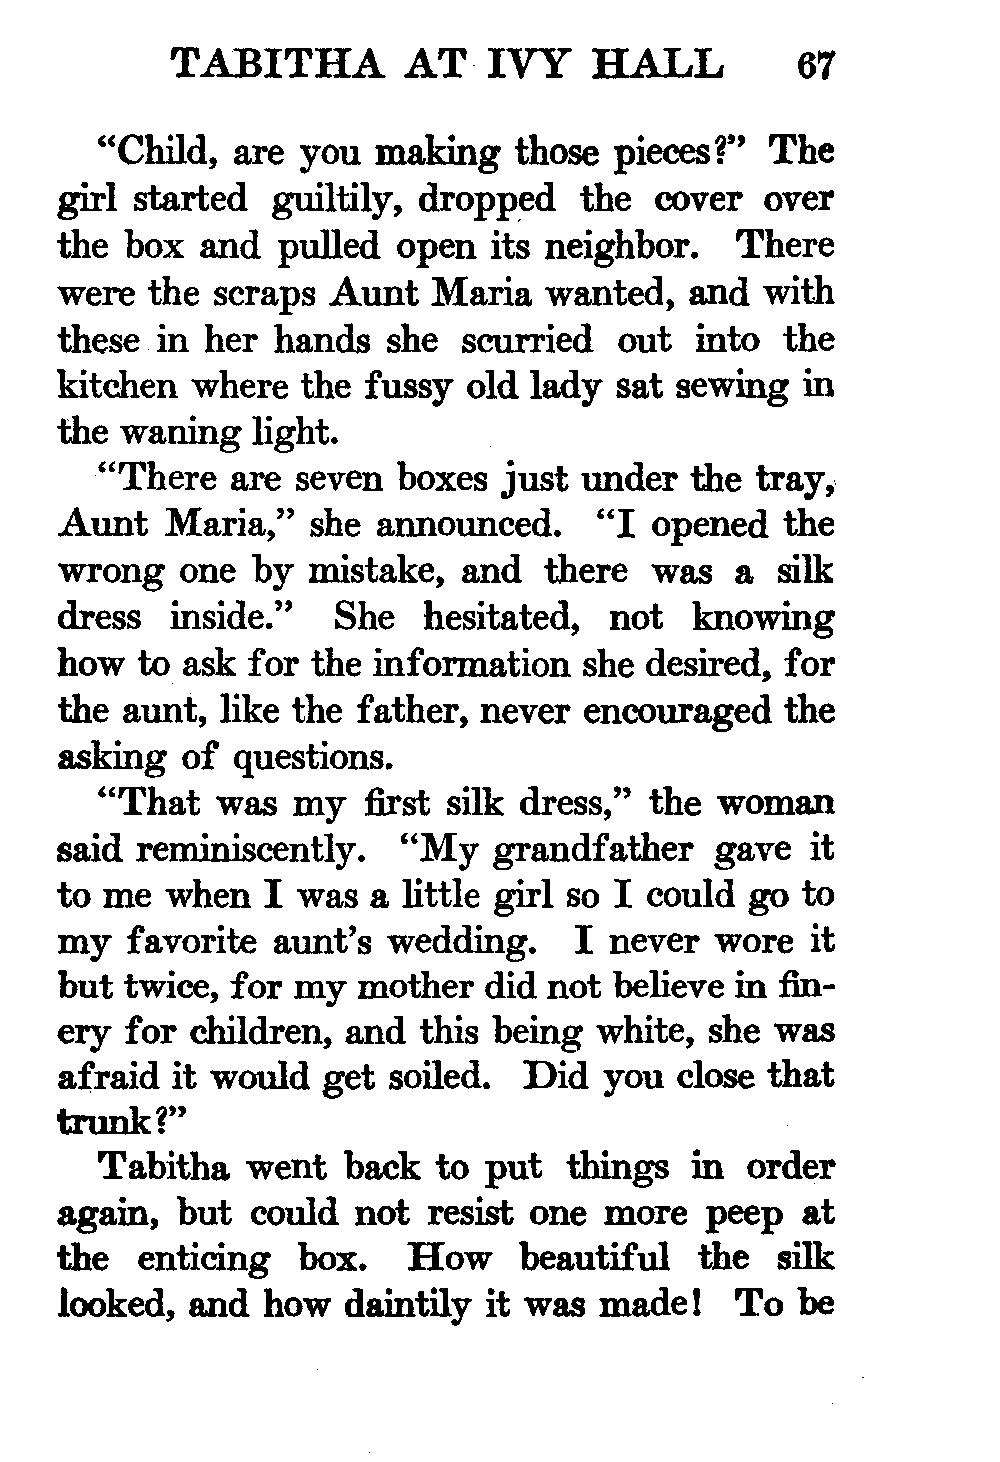 TABITHA AT IVY HALL 67
“Child, are you making those pieces?” The
girl started guiltily, dropped the cover over
the box and pulled open its neighbor. There
were the scraps Aunt Maria wanted, and with
these in her hands she scurried out into the
kitchen where the fussy old lady sat sewing in
the waning light.
“There are seven boxes just under the tray,
Aunt Maria,” she announced. “I opened the
wrong one by mistake, and there was a silk
dress inside.” She hesitated, not knowing
how to ask for the information she desired, for
the aunt, like the father, never encouraged the
asking of questions.
“That was my first silk dress,” the woman
said reminiscently. “My grandfather gave it
to me when I was a little girl so I could go to
my favorite aunt’s wedding. I never wore it
but twice, for my mother did not believe in fin-
ery for children, and this being white, she was
afraid it would get soiled. Did you close that
trunk?”
Tabitha went back to put things in order
again, but could not resist one more peep at
the enticing box. How beautiful the silk
looked, and how daintily it was made! To be